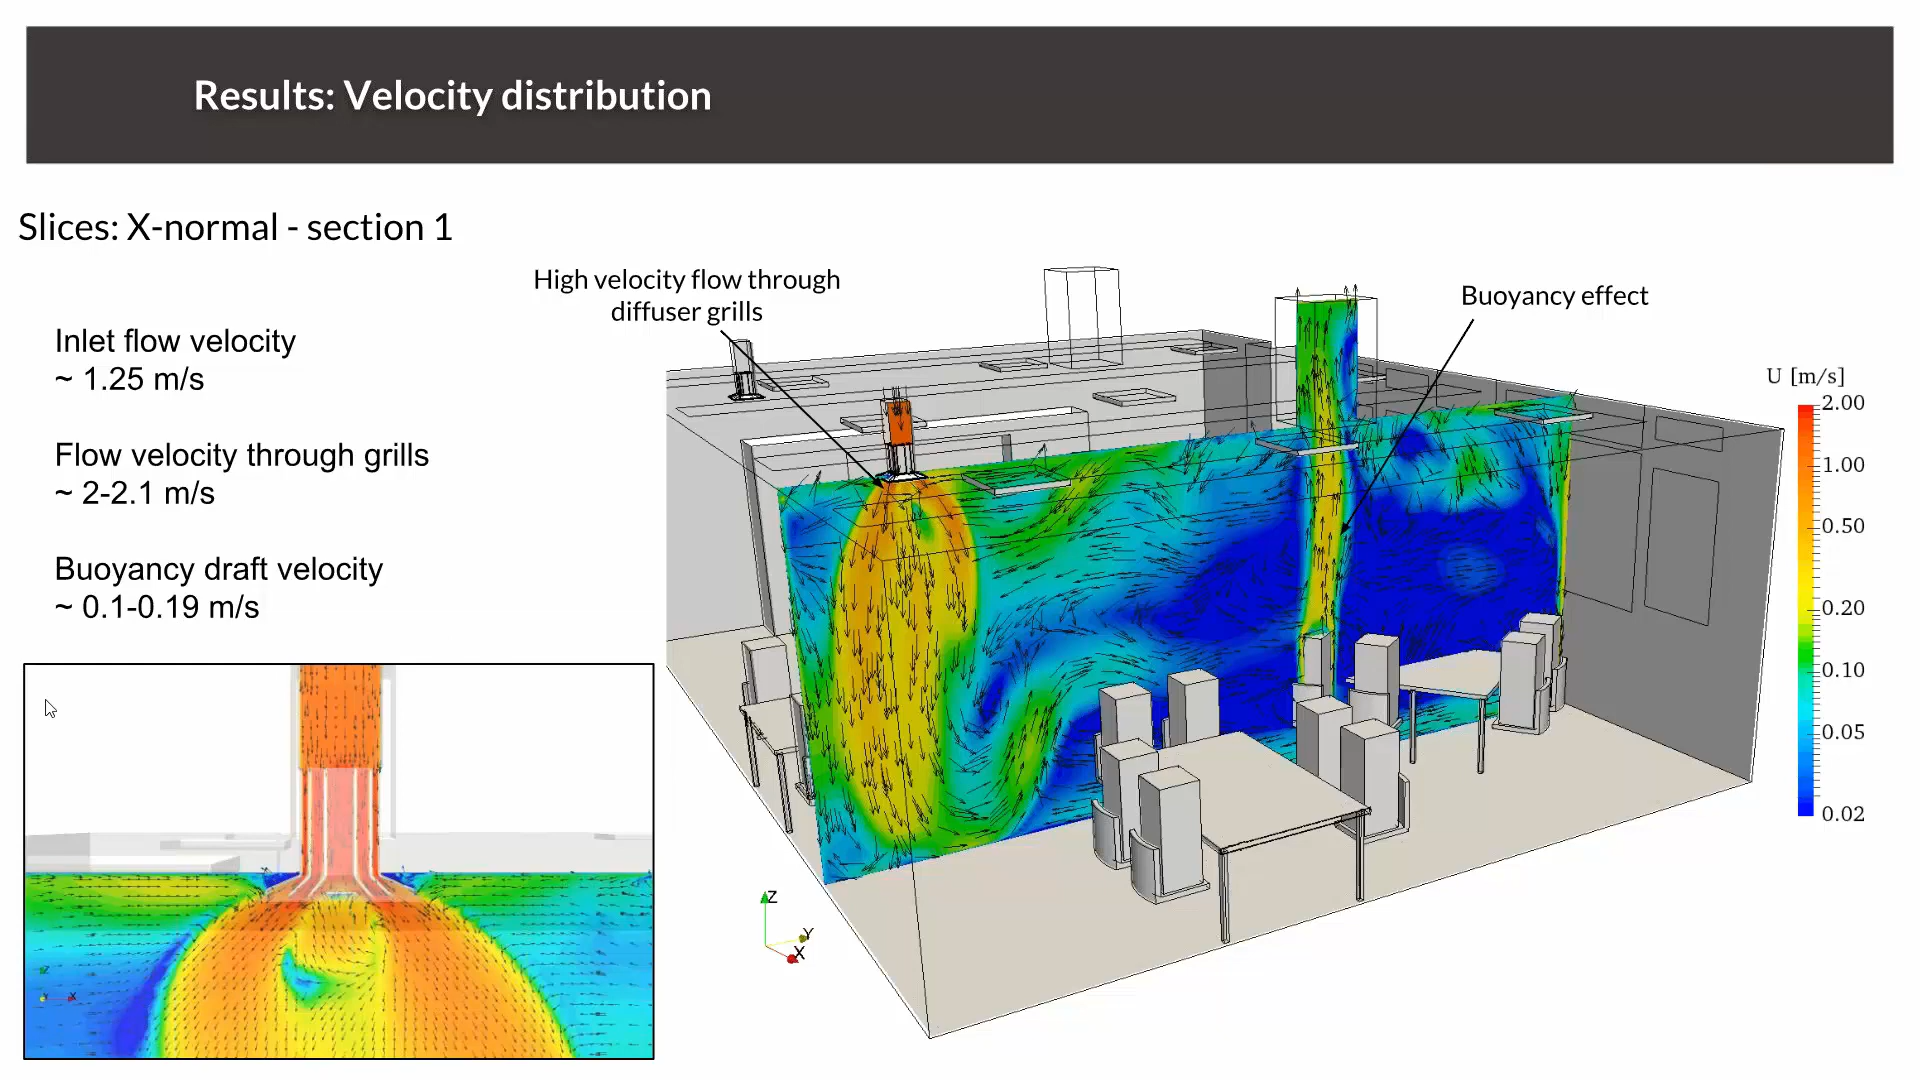 Results: Velocity distribution
Slices: X-normal - section 1
High velocity flow through
diffuser grills
Buoyancy effect
Inlet flow velocity
~ 1.25 m/s
Flow velocity through grills
~ 2-2.1 m/s
Buoyancy draft velocity
~ 0.1-0.19 m/s
U [m/s]
2.00
1.00
0.50
0.20
0.10
0.05
0.02
Z
Y
X